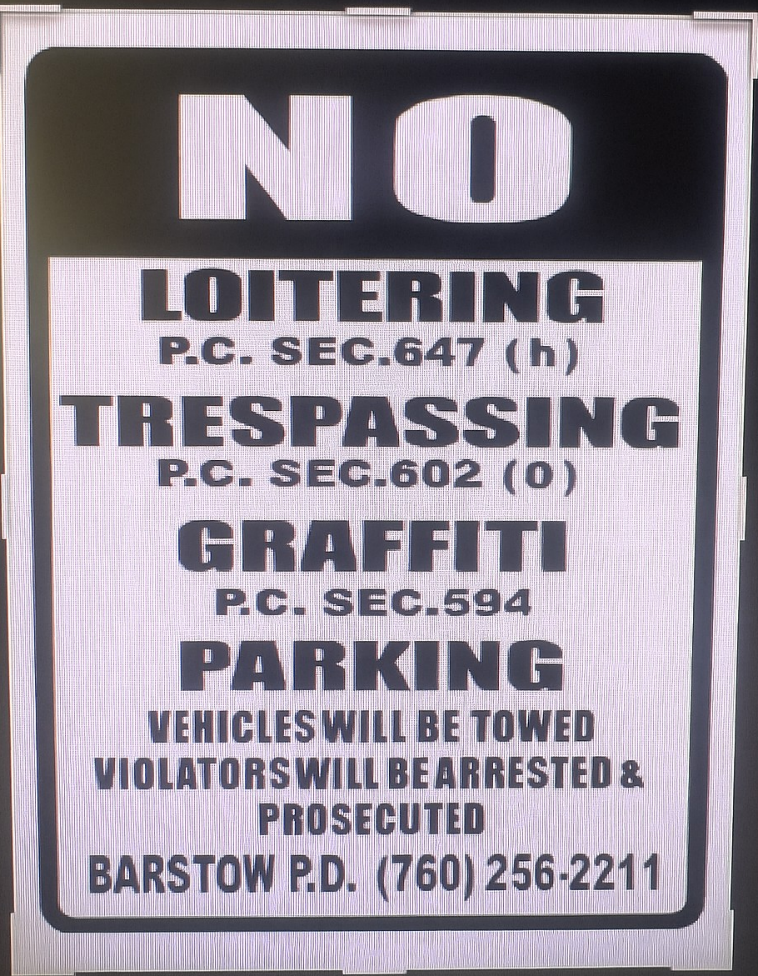 NO
LOITERING
P.C. SEC.647 (h)
TRESPASSING
P.C. SEC.602 (O)
GRAFFITI
P.C. SEC.594
PARKING
VEHICLES WILL BE TOWED
VIOLATORS WILL BE ARRESTED &
PROSECUTED
BARSTOW P.D. (760) 256-2211